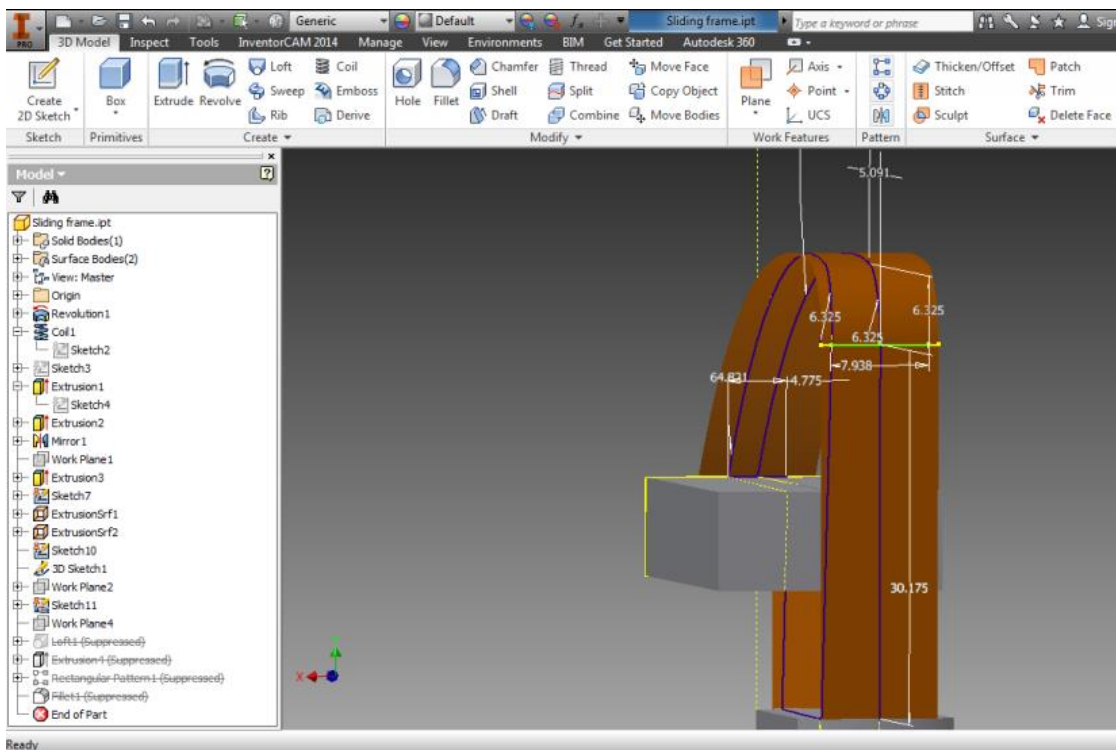 Generic Default Sliding frame.ipt Type a keyword or phrase Sign
PRO 3D Model Inspect Tools InventorCAM 2014 Manage View Environments BIM Get Started Autodesk 360
Loft Coil Chamfer Thread Move Face Axis Thicken/Offset Patch
Sweep Emboss Shell Split Copy Object Point Stitch Trim
Create 2D Sketch Box Extrude Revolve Hole Fillet Plane
Rib Derive Draft Combine Move Bodies UCS Sculpt Delete Face
Sketch Primitives Create Modify Work Features Pattern Surface
Model
Sliding frame.ipt
Solid Bodies(1)
Surface Bodies(2)
View: Master
Origin
Revolution1
Coil1
Sketch2
Sketch3
Extrusion1
Sketch4
Extrusion2
Mirror1
Work Plane1
Extrusion3
Sketch7
ExtrusionSrf1
ExtrusionSrf2
Sketch10
3D Sketch1
Work Plane2
Sketch11
Work Plane4
Loft1 (Suppressed)
Extrusion4 (Suppressed)
Rectangular Pattern1 (Suppressed)
Fillet1 (Suppressed)
End of Part
5.091
6.325
6.325
6.325
7.938
4.775
30.175
X
Ready